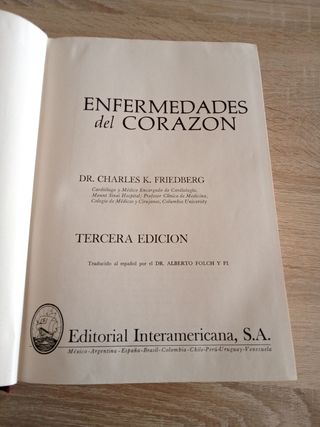 ENFERMEDADES
del CORAZON
DR. CHARLES K. FRIEDBERG
Cardiólogo y Médico Encargado de Cardiología,
Mount Sinai Hospital; Profesor Clínico de Medicina,
Colegio de Médicos y Cirujanos, Columbia University
TERCERA EDICION
Traducido al español por el DR. ALBERTO FOLCH Y PI
Editorial Interamericana, S.A.
México-Argentina-España-Brasil-Colombia-Chile-Perú-Uruguay-Venezuela